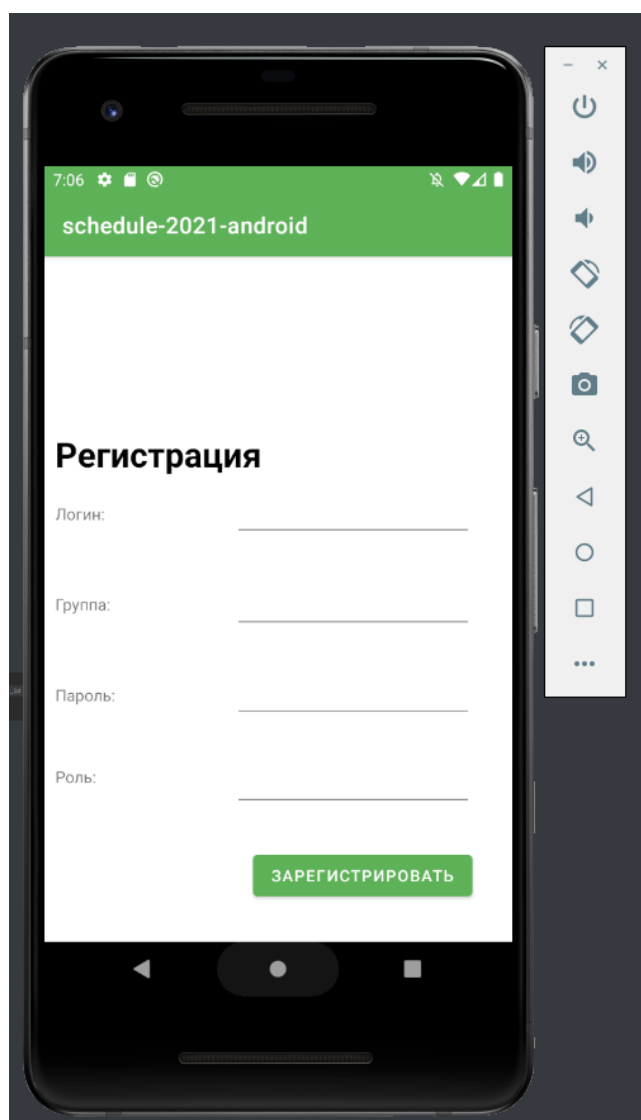 7:06
schedule-2021-android
Регистрация
Логин:
Группа:
Пароль:
Роль:
ЗАРЕГИСТРИРОВАТЬ